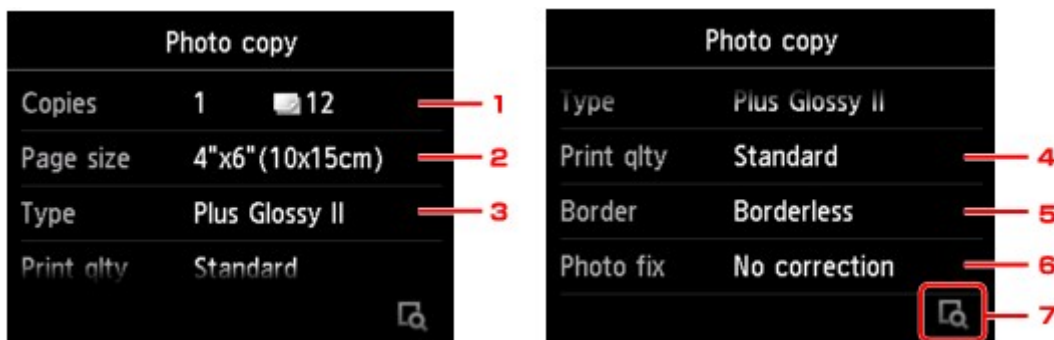 Photo copy
Copies 1 12 1
Page size 4"x6"(10x15cm) 2
Type Plus Glossy II 3
Print qlty Standard
Photo copy
Type Plus Glossy II
Print qlty Standard 4
Border Borderless 5
Photo fix No correction 6
7